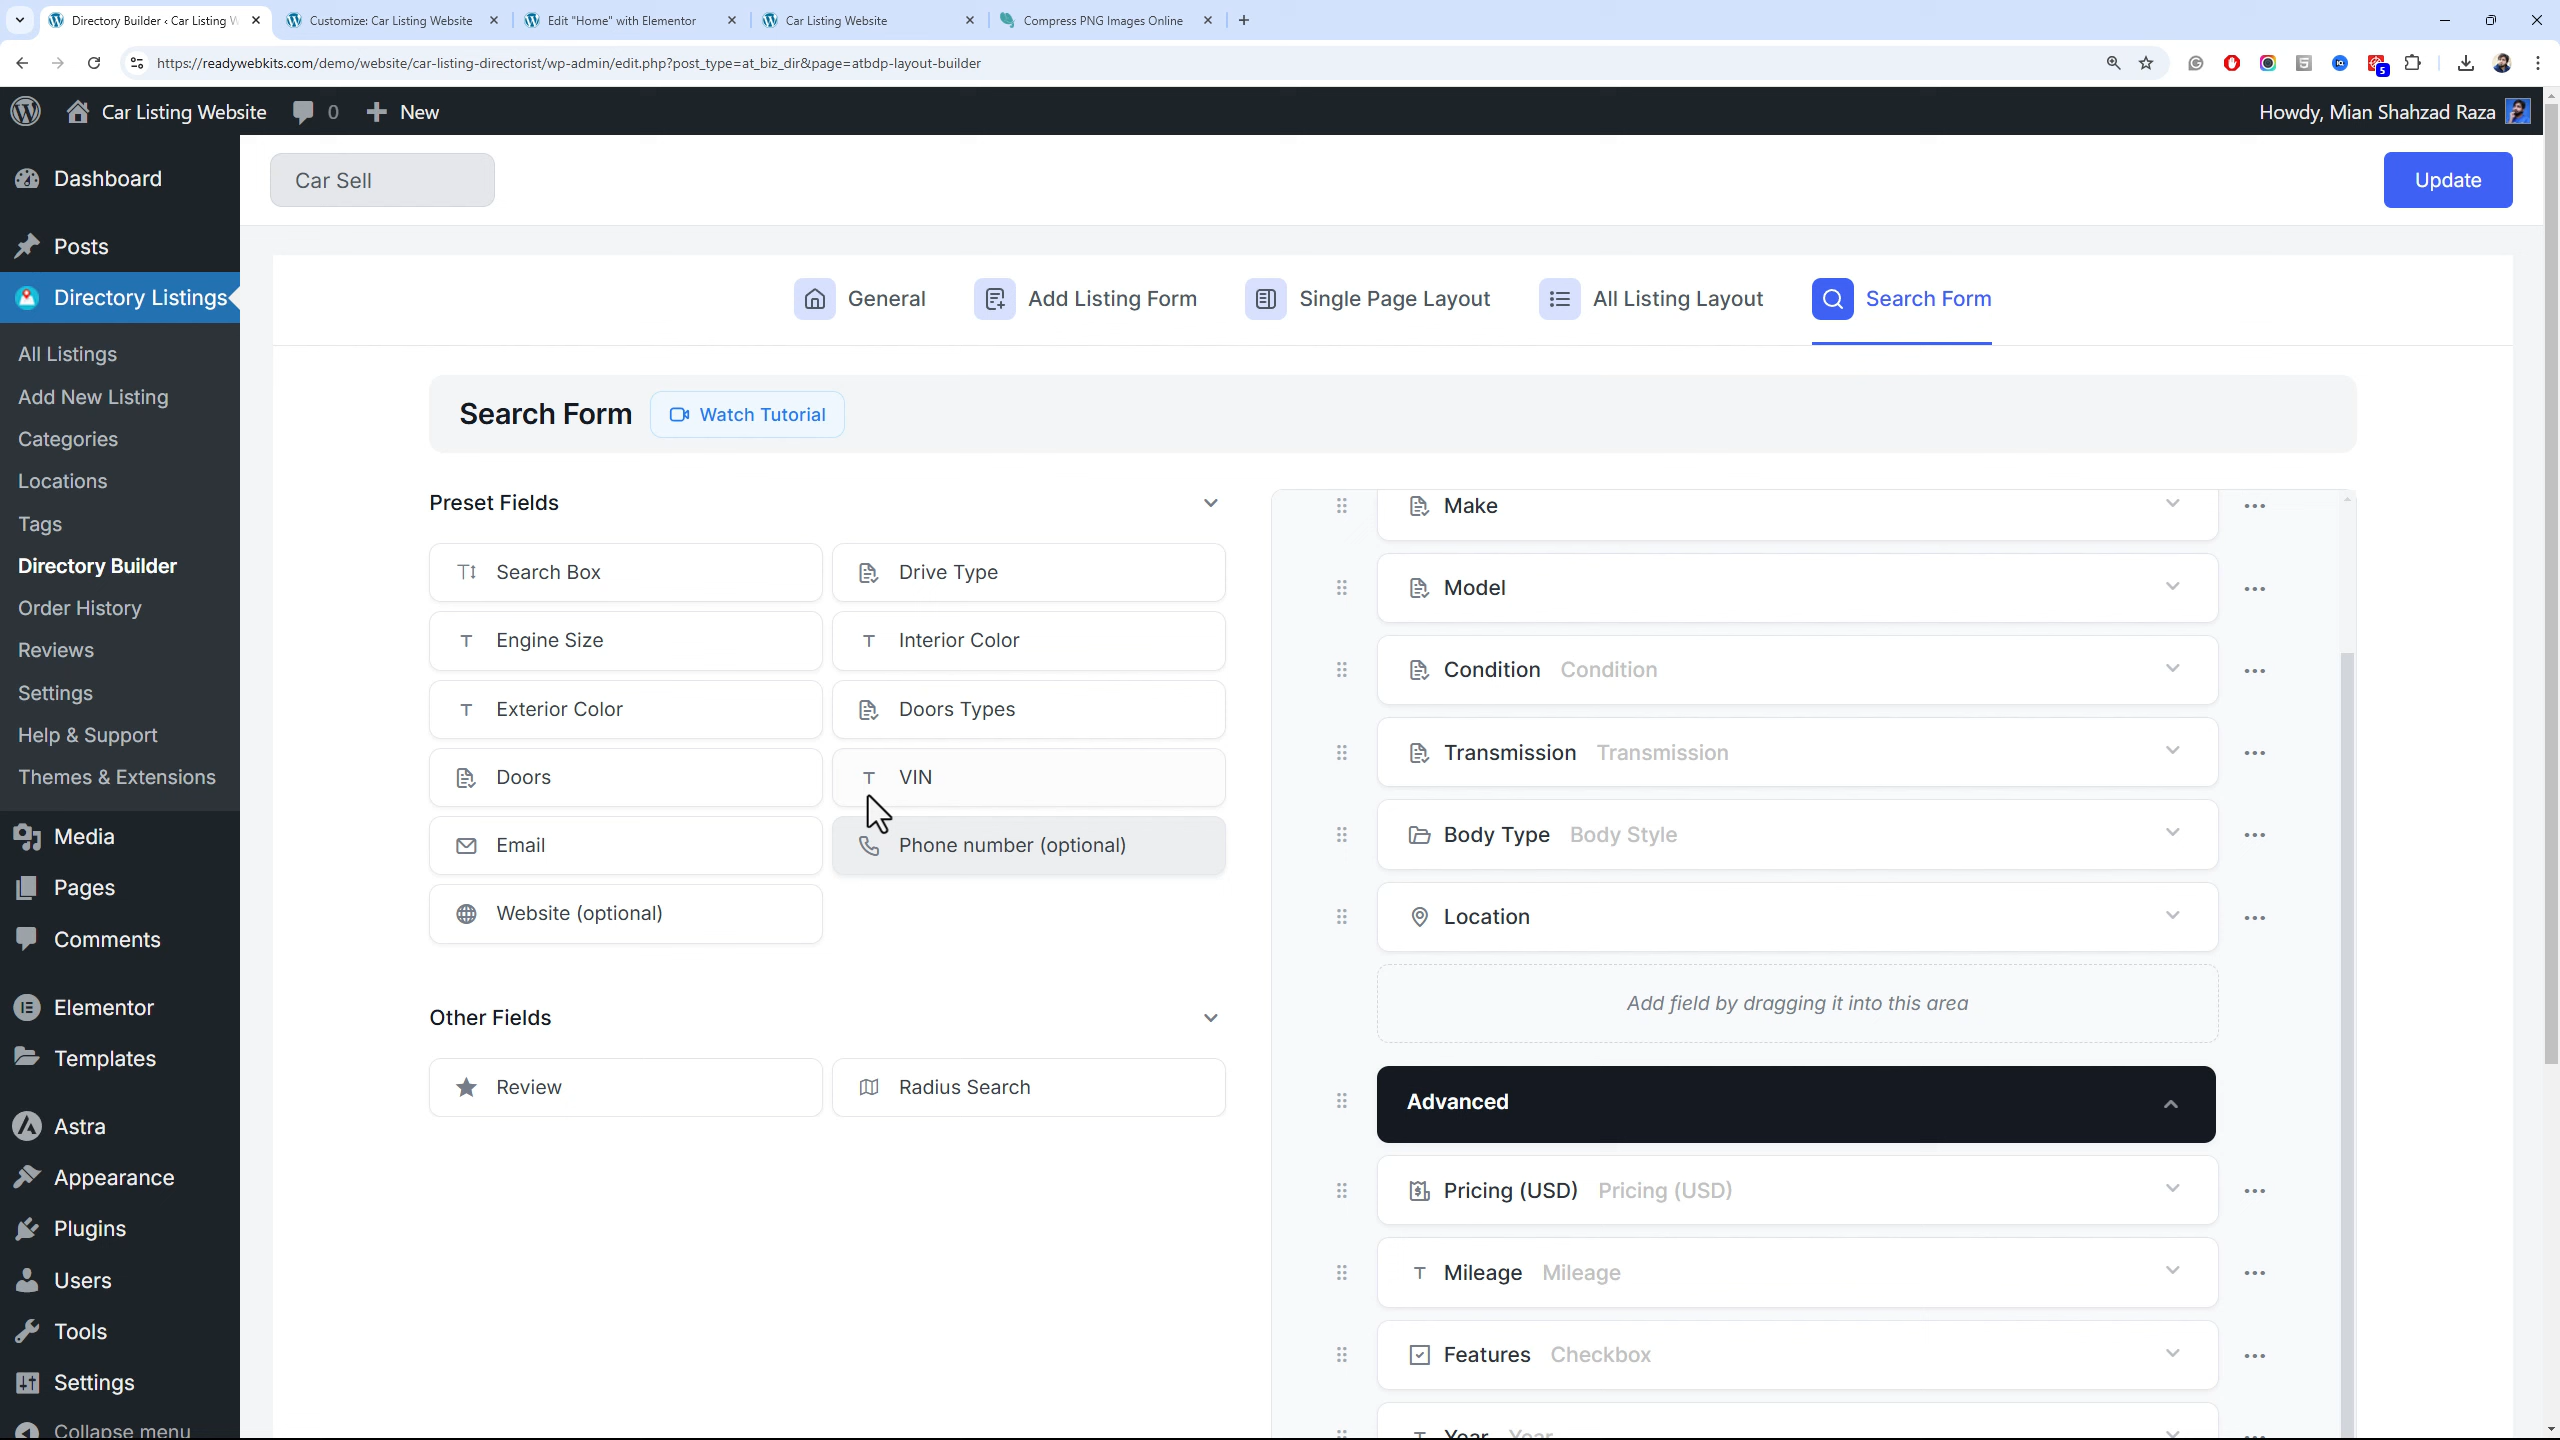 Directory Builder ‹ Car Listing W
Customize: Car Listing Website
Edit "Home" with Elementor
Car Listing Website
Compress PNG Images Online
https://readywebkits.com/demo/website/car-listing-directorist/wp-admin/edit.php?post_type=at_biz_dir&page=atbdp-layout-builder
5
Car Listing Website
0
New
Howdy, Mian Shahzad Raza
Dashboard
Posts
Directory Listings
All Listings
Add New Listing
Categories
Locations
Tags
Directory Builder
Order History
Reviews
Settings
Help & Support
Themes & Extensions
Media
Pages
Comments
Elementor
Templates
Astra
Appearance
Plugins
Users
Tools
Settings
Collapse menu
Car Sell
Update
General
Add Listing Form
Single Page Layout
All Listing Layout
Search Form
Search Form
Watch Tutorial
Preset Fields
Search Box
Drive Type
Engine Size
Interior Color
Exterior Color
Doors Types
Doors
VIN
Email
Phone number (optional)
Website (optional)
Other Fields
Review
Radius Search
Make
Model
Condition Condition
Transmission Transmission
Body Type Body Style
Location
Add field by dragging it into this area
Advanced
Pricing (USD) Pricing (USD)
Mileage Mileage
Features Checkbox
Year Year